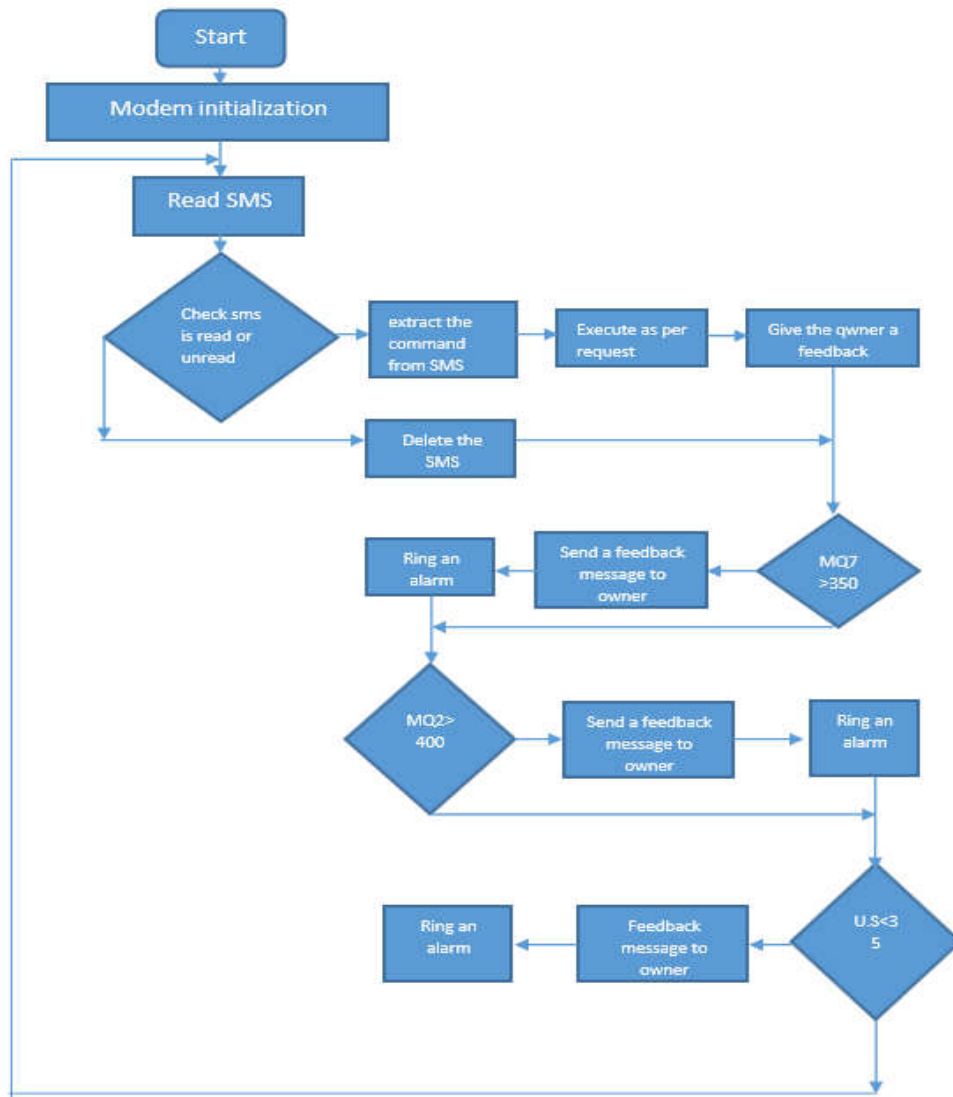 Start
Modem initialization
Read SMS
Check sms
is read or
unread
extract the
command
from SMS
Execute as per
request
Give the qwner a
feedback
Delete the
SMS
MQ7
>350
Send a feedback
message to
owner
Ring an
alarm
MQ2>
400
Send a feedback
message to
owner
Ring an
alarm
U.S<3
5
Feedback
message to
owner
Ring an
alarm